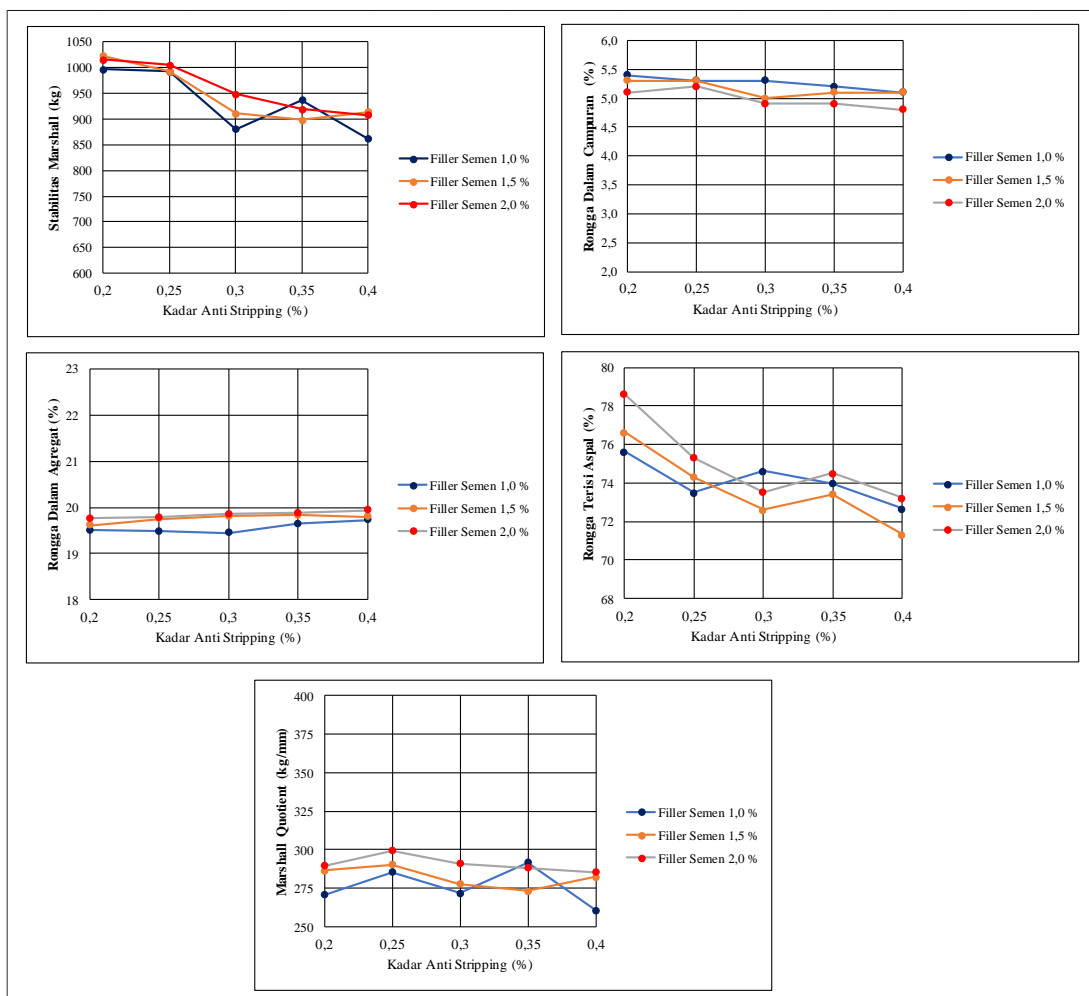 Stabilitas Marshall (kg)
1050
1000
950
900
850
800
750
700
650
600
0,2 0,25 0,3 0,35 0,4
Kadar Anti Stripping (%)
Filler Semen 1,0 %
Filler Semen 1,5 %
Filler Semen 2,0 %
Rongga Dalam Campuran (%)
6,0
5,5
5,0
4,5
4,0
3,5
3,0
2,5
2,0
0,2 0,25 0,3 0,35 0,4
Kadar Anti Stripping (%)
Filler Semen 1,0 %
Filler Semen 1,5 %
Filler Semen 2,0 %
Rongga Dalam Agregat (%)
23
22
21
20
19
18
0,2 0,25 0,3 0,35 0,4
Kadar Anti Stripping (%)
Filler Semen 1,0 %
Filler Semen 1,5 %
Filler Semen 2,0 %
Rongga Terisi Aspal (%)
80
78
76
74
72
70
68
0,2 0,25 0,3 0,35 0,4
Kadar Anti Stripping (%)
Filler Semen 1,0 %
Filler Semen 1,5 %
Filler Semen 2,0 %
Marshall Quotient (kg/mm)
400
375
350
325
300
275
250
0,2 0,25 0,3 0,35 0,4
Kadar Anti Stripping (%)
Filler Semen 1,0 %
Filler Semen 1,5 %
Filler Semen 2,0 %